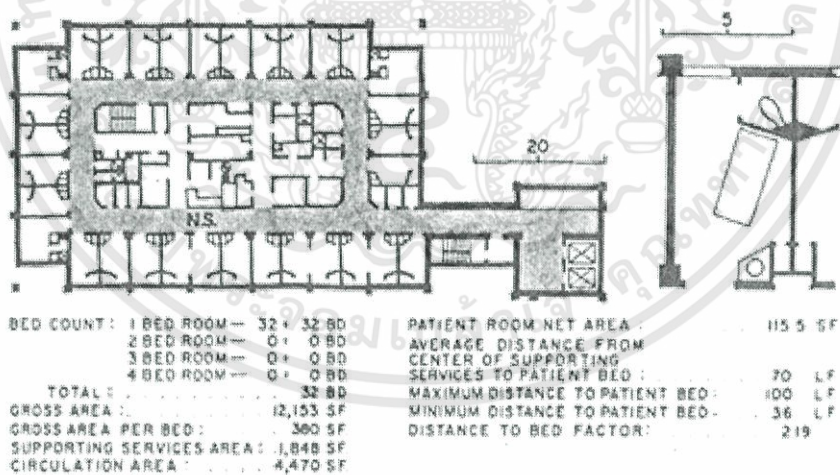 5
20
N.S.
BED COUNT: 1 BED ROOM — 32 + 32 BD
2 BED ROOM — 0 + 0 BD
3 BED ROOM — 0 + 0 BD
4 BED ROOM — 0 + 0 BD
TOTAL: . . . . . . . 32 BD
GROSS AREA: . . . . . 12,153 SF
GROSS AREA PER BED: . . . 380 SF
SUPPORTING SERVICES AREA: . 1,848 SF
CIRCULATION AREA: . . . . 4,470 SF
PATIENT ROOM NET AREA: . . . 115.5 SF
AVERAGE DISTANCE FROM
CENTER OF SUPPORTING
SERVICES TO PATIENT BED: . . . 70 LF
MAXIMUM DISTANCE TO PATIENT BED: . 100 LF
MINIMUM DISTANCE TO PATIENT BED: . 36 LF
DISTANCE TO BED FACTOR: . . . 2.19